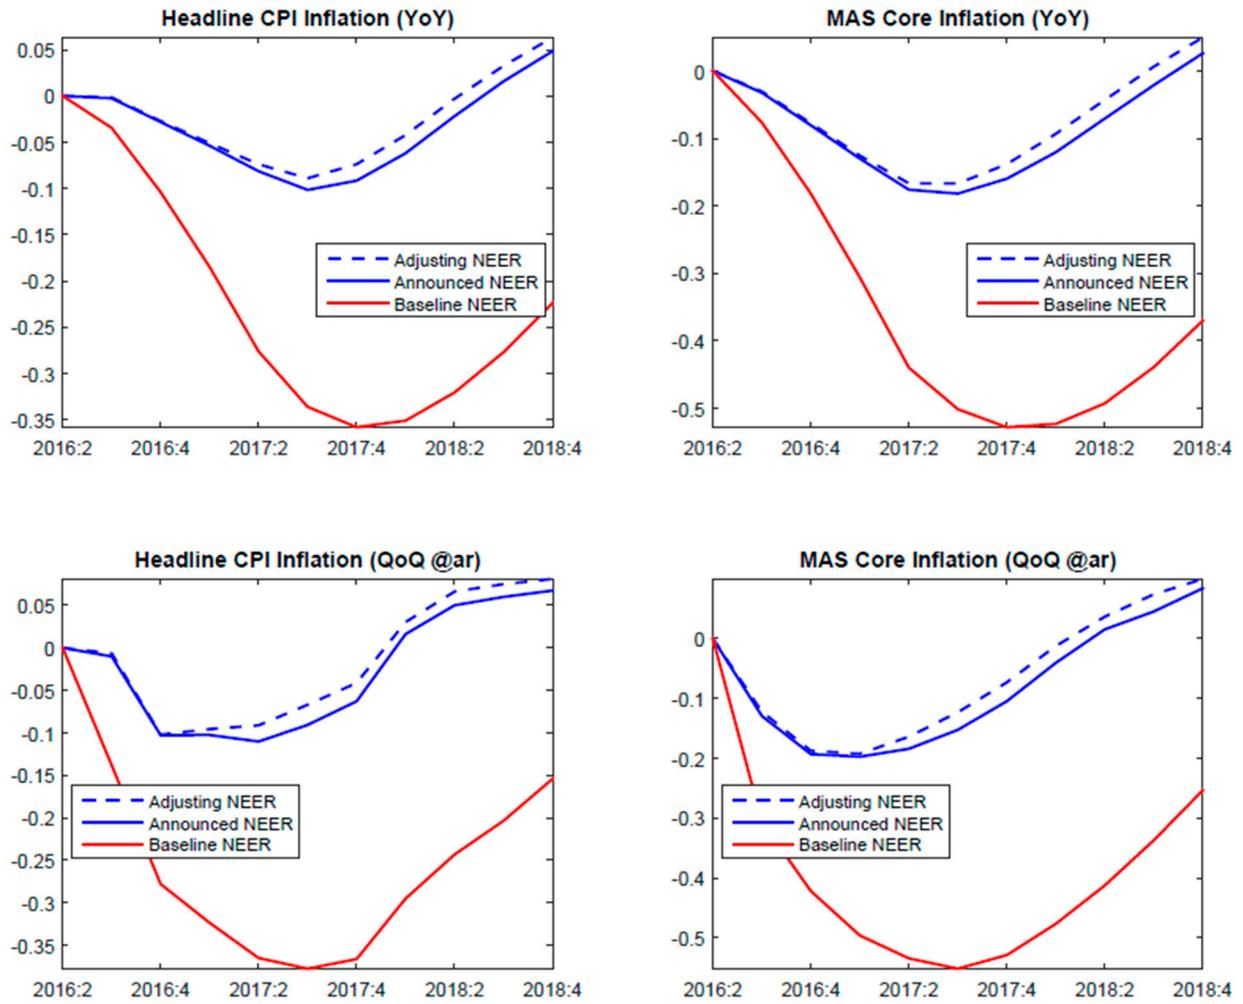 Headline CPI Inflation (YoY)
0.05
0
-0.05
-0.1
-0.15
-0.2
-0.25
-0.3
-0.35
Adjusting NEER
Announced NEER
Baseline NEER
2016:2 2016:4 2017:2 2017:4 2018:2 2018:4
MAS Core Inflation (YoY)
0
-0.1
-0.2
-0.3
-0.4
-0.5
Adjusting NEER
Announced NEER
Baseline NEER
2016:2 2016:4 2017:2 2017:4 2018:2 2018:4
Headline CPI Inflation (QoQ @ar)
0.05
0
-0.05
-0.1
-0.15
-0.2
-0.25
-0.3
-0.35
Adjusting NEER
Announced NEER
Baseline NEER
2016:2 2016:4 2017:2 2017:4 2018:2 2018:4
MAS Core Inflation (QoQ @ar)
0
-0.1
-0.2
-0.3
-0.4
-0.5
Adjusting NEER
Announced NEER
Baseline NEER
2016:2 2016:4 2017:2 2017:4 2018:2 2018:4